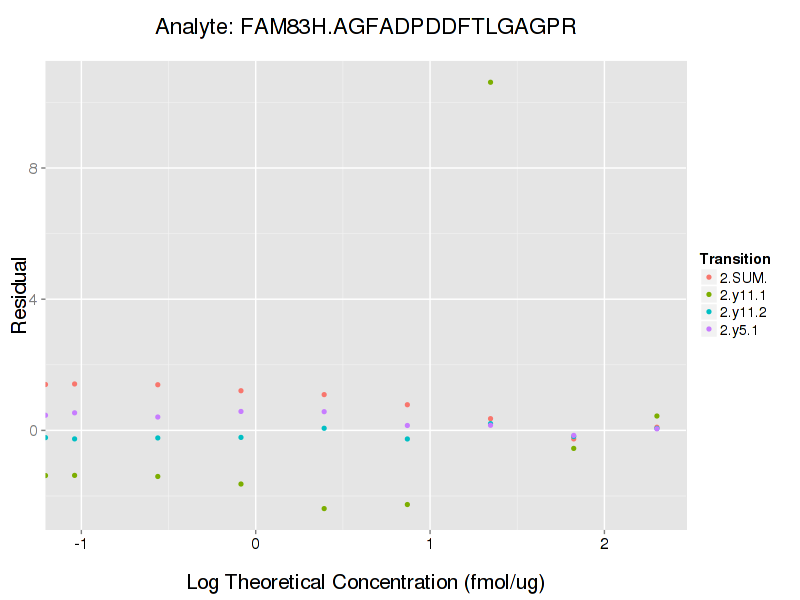 Analyte: FAM83H.AGFADPDDFTLGAGPR
Residual
8
4
0
-1 0 1 2
Log Theoretical Concentration (fmol/ug)
Transition
2.SUM.
2.y11.1
2.y11.2
2.y5.1